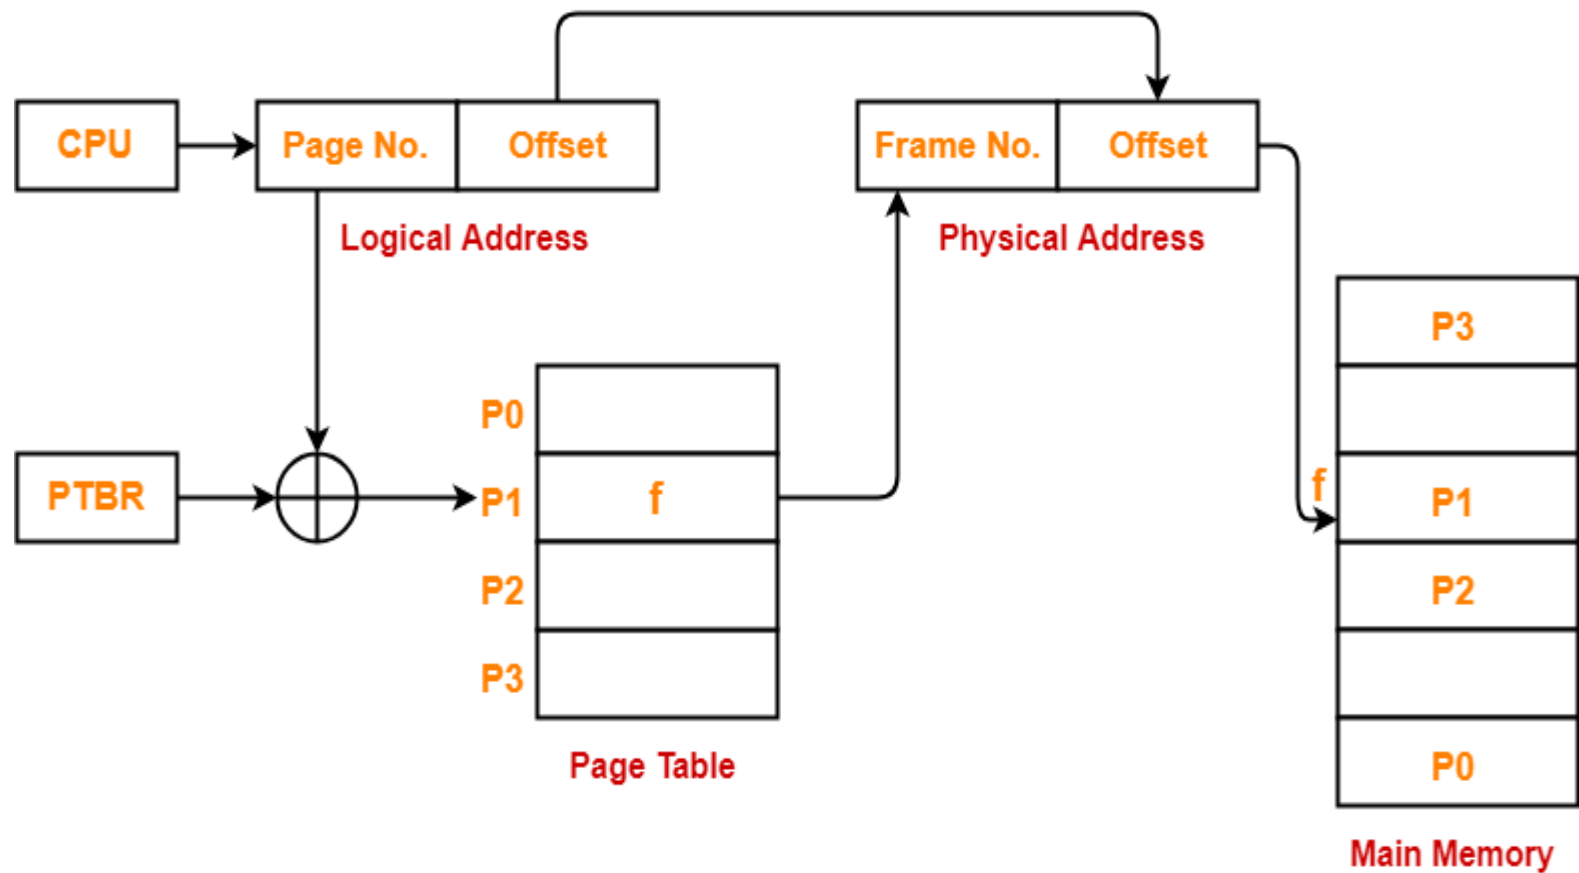 CPU
Page No.
Offset
Frame No.
Offset
Logical Address
Physical Address
P3
P0
PTBR
P1
f
f
P1
P2
P2
P3
Page Table
P0
Main Memory